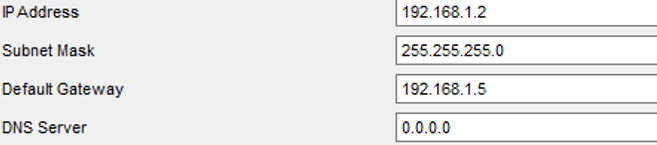 IP Address 192.168.1.2
Subnet Mask 255.255.255.0
Default Gateway 192.168.1.5
DNS Server 0.0.0.0